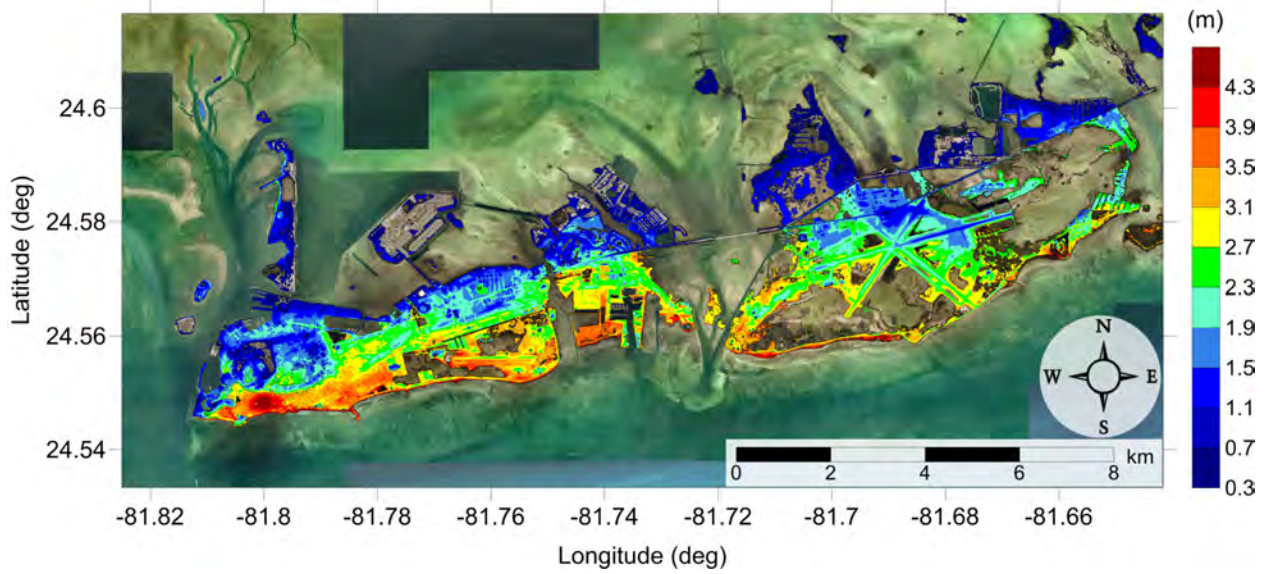 (m)
4.3
3.9
3.5
3.1
2.7
2.3
1.9
1.5
1.1
0.7
0.3
Latitude (deg)
24.6
24.58
24.56
24.54
N
W E
S
0 2 4 6 8 km
-81.82 -81.8 -81.78 -81.76 -81.74 -81.72 -81.7 -81.68 -81.66
Longitude (deg)